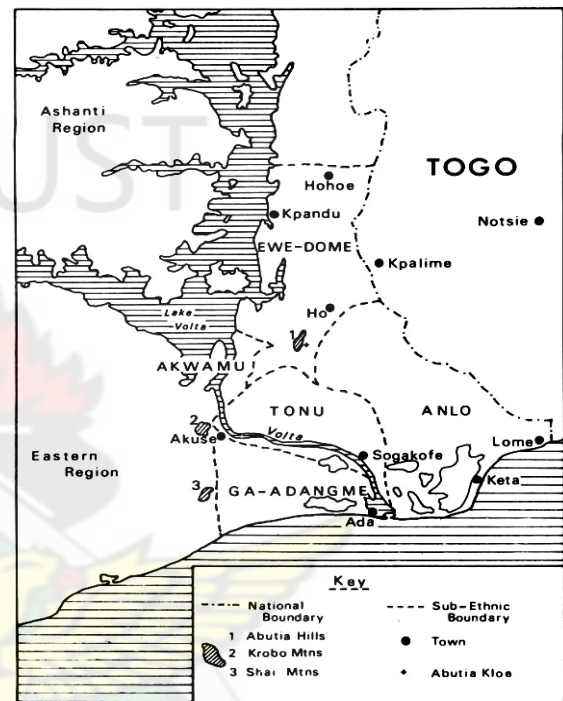 Ashanti
Region
UST
TOGO
Hohoe
Kpandu
Notsie
EWE-DOME
Kpalime
Lake
Volta
Ho
1
AKWAMU
TONU
ANLO
2
Akuse
Volta
Lome
Eastern
Region
Sogakofe
Keta
3
GA-ADANGME
Ada
Key
National
Boundary
Sub-Ethnic
Boundary
1 Abutia Hills
Town
2 Krobo Mtns
3 Shai Mtns
Abutia Kloe